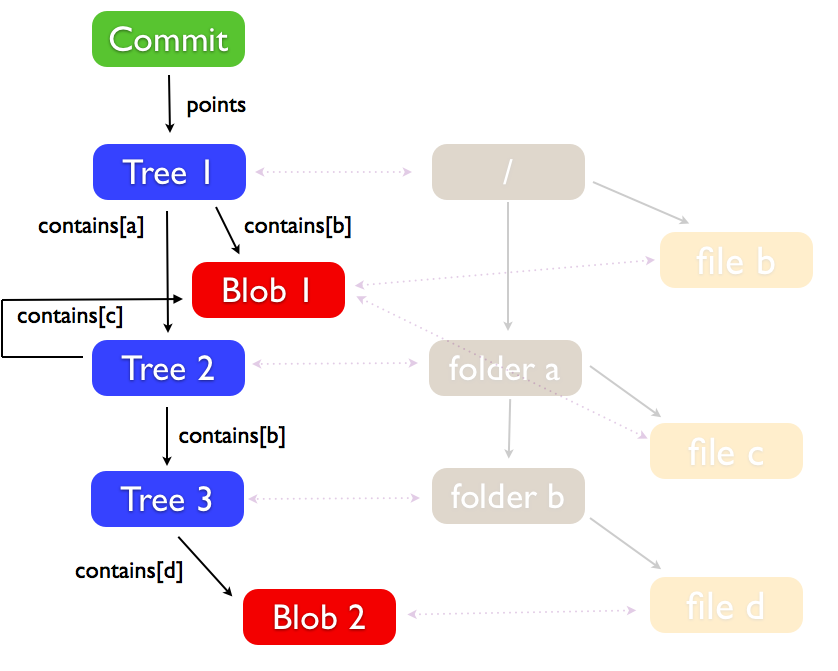 Commit
points
Tree 1
/
contains[a]
contains[b]
file b
Blob 1
contains[c]
Tree 2
folder a
contains[b]
file c
Tree 3
folder b
contains[d]
Blob 2
file d